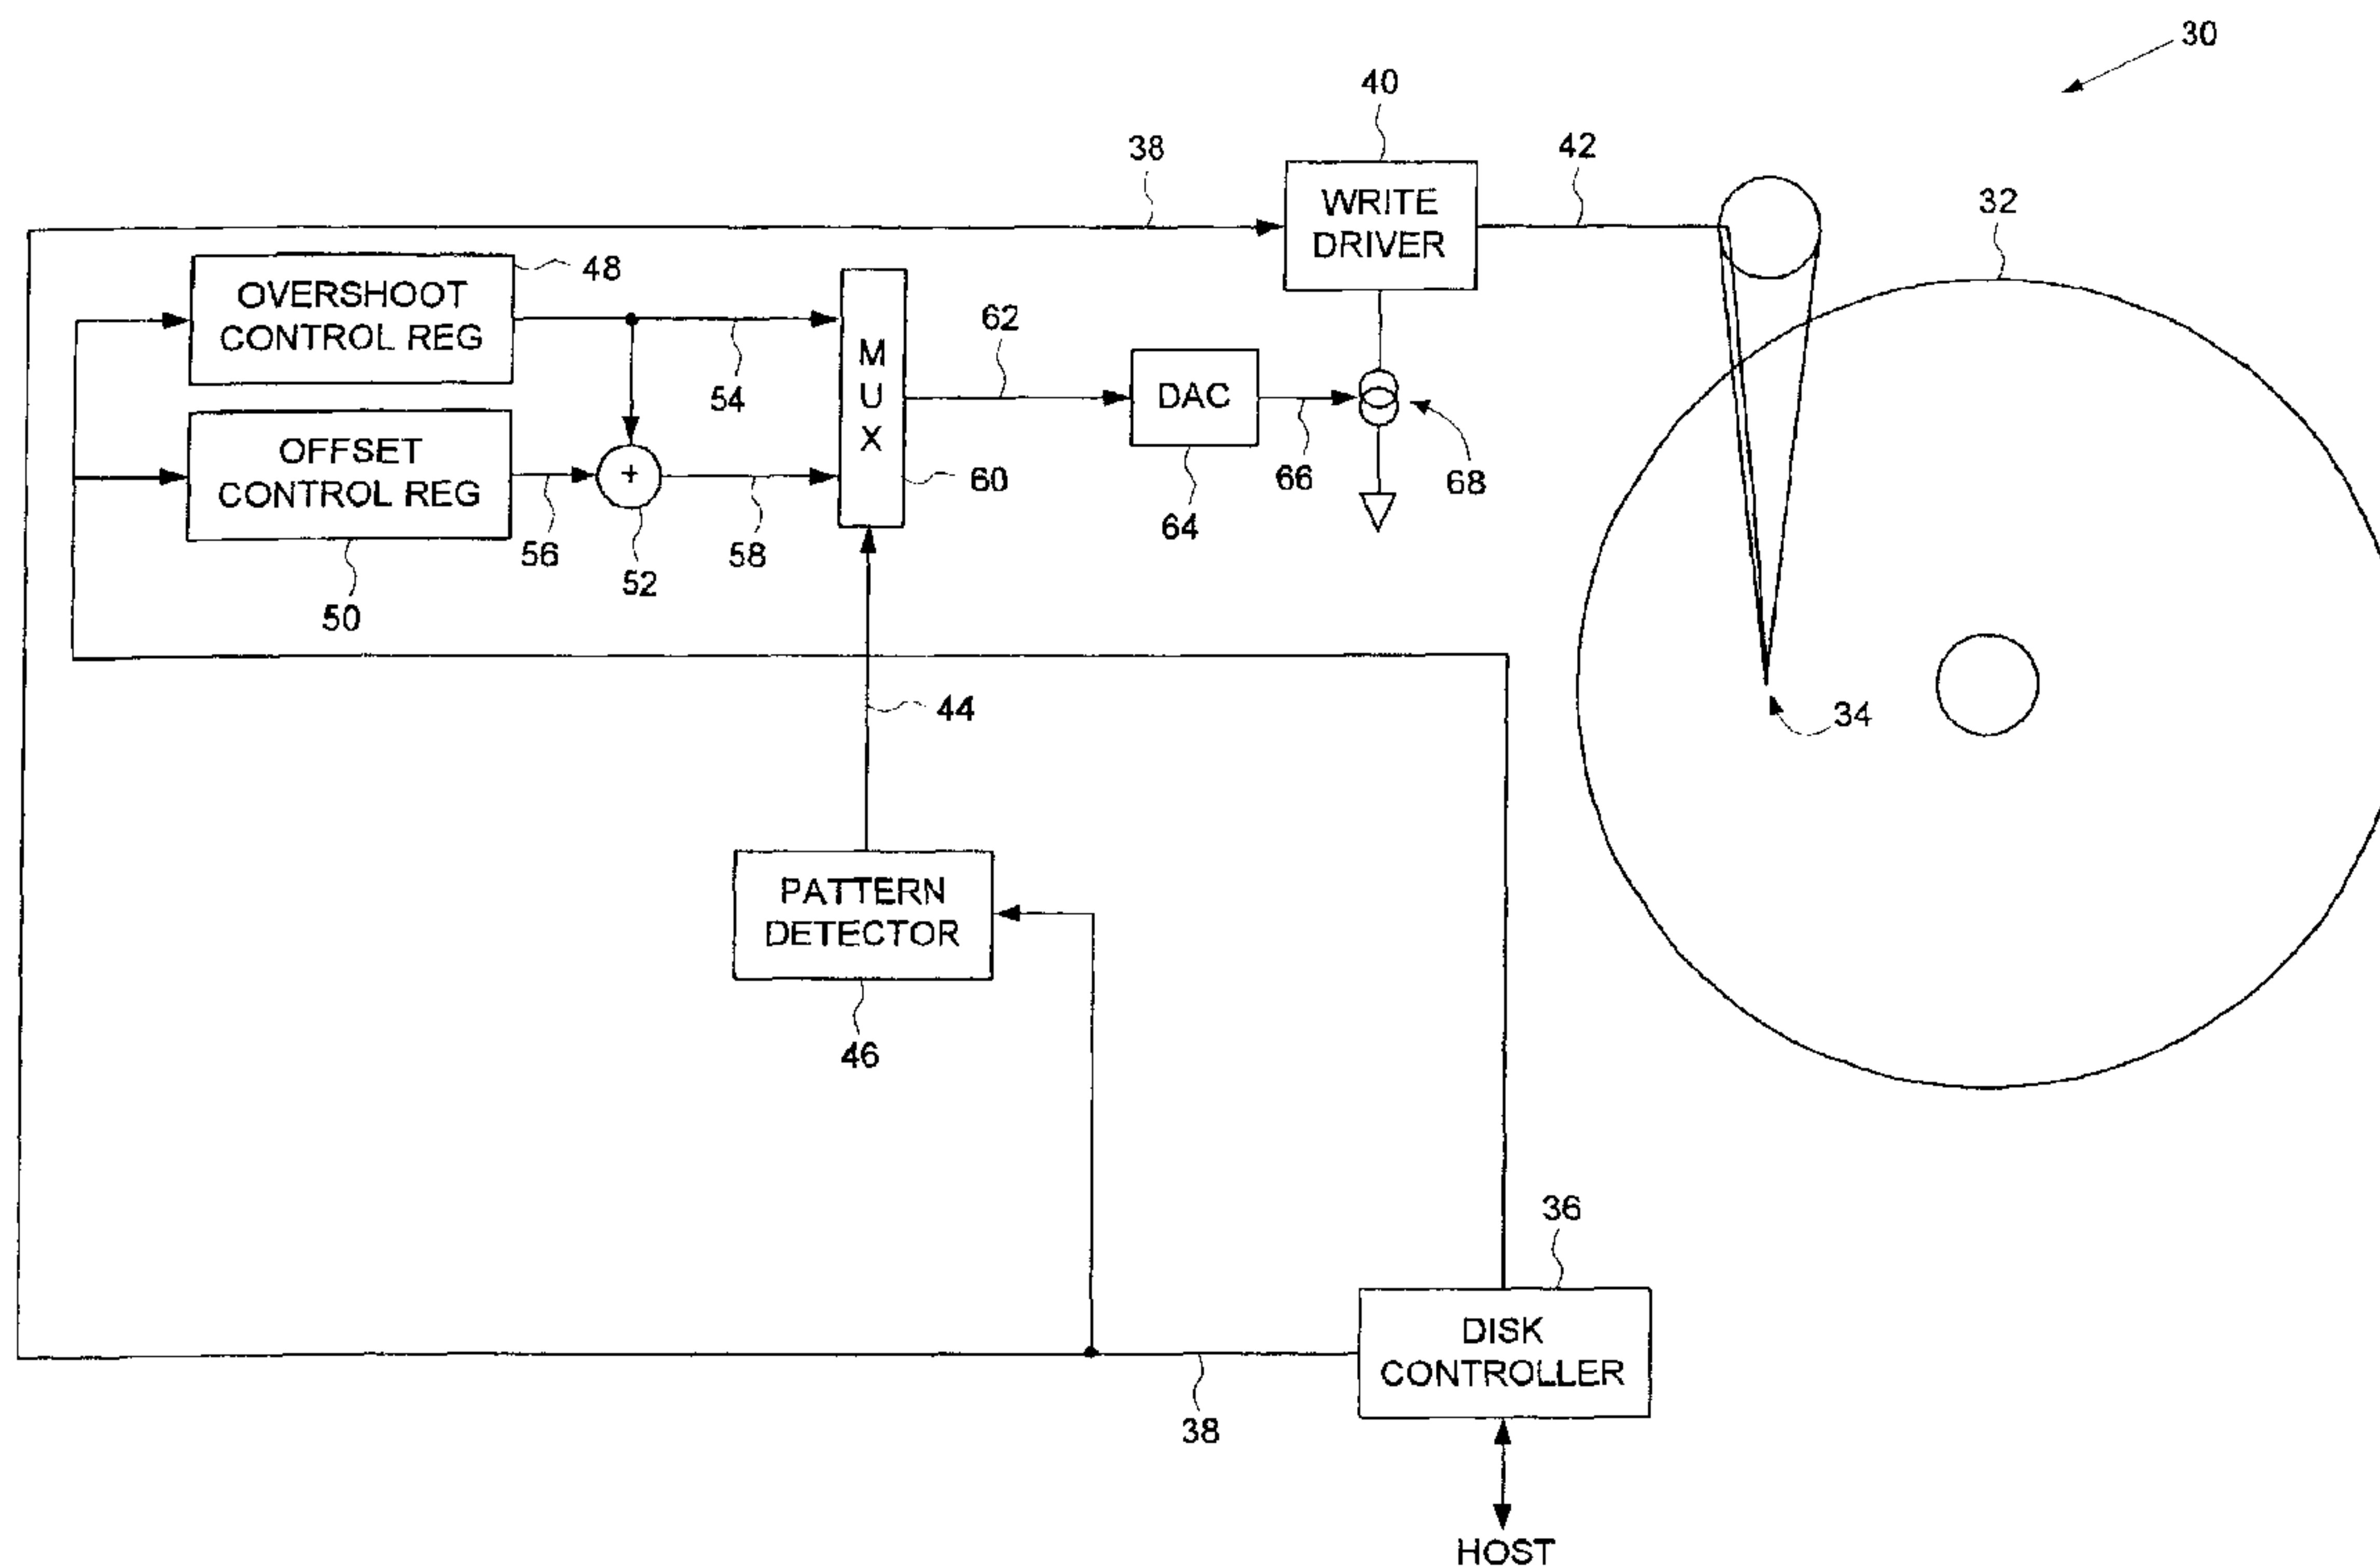 30
40
38
42
WRITE
DRIVER
32
48
OVERSHOOT
CONTROL REG
62
M
U
X
54
DAC
OFFSET
CONTROL REG
+
60
66
68
64
56
58
52
50
44
34
PATTERN
DETECTOR
46
36
DISK
CONTROLLER
38
HOST